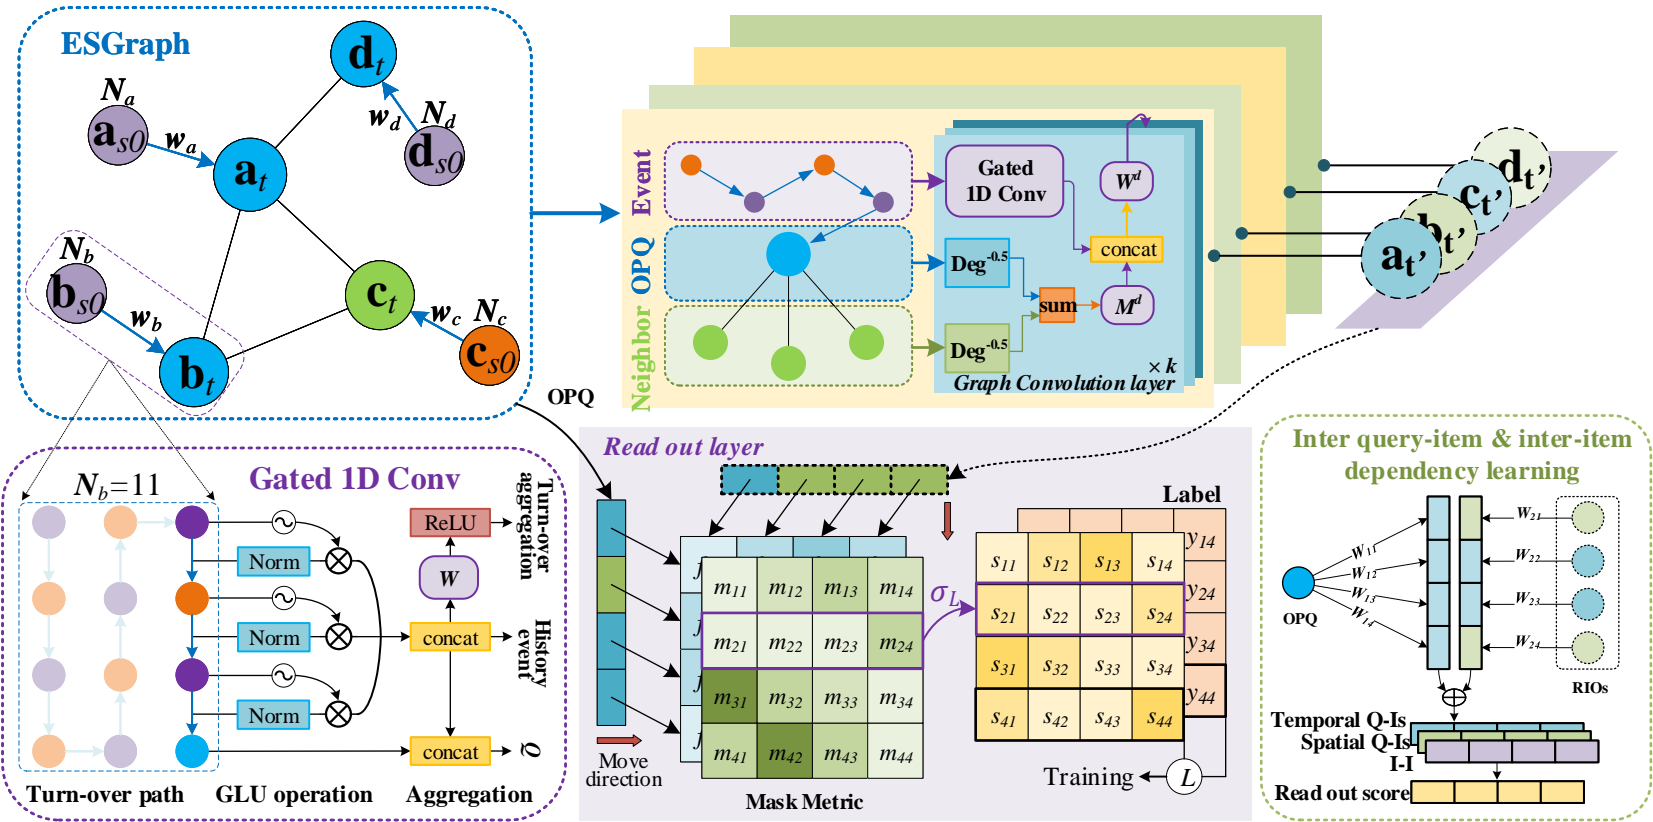 ESGraph
d_t
N_a
a_s0
w_a
w_d
N_d
d_s0
a_t
N_b
b_s0
w_b
c_t
w_c
N_c
c_s0
b_t
OPQ
Event
OPQ
Neighbor
Gated
1D Conv
W^d
concat
Deg^-0.5
sum
M^d
Deg^-0.5
× k
Graph Convolution layer
a_t’
b_t’
c_t’
d_t’
Gated 1D Conv
N_b=11
Norm
Norm
Norm
ReLU
W
concat
concat
Turn-over
aggregation
History
event
Q
Turn-over path
GLU operation
Aggregation
Read out layer
Move
direction
m11 m12 m13 m14
m21 m22 m23 m24
m31 m32 m33 m34
m41 m42 m43 m44
Mask Metric
σ_L
Label
s11 s12 s13 s14
s21 s22 s23 s24
s31 s32 s33 s34
s41 s42 s43 s44
y14
y24
y34
y44
Training
L
Inter query-item & inter-item
dependency learning
OPQ
W11
W12
W13
W14
W21
W22
W23
W24
RIOs
Temporal Q-Is
Spatial Q-Is
I-I
Read out score